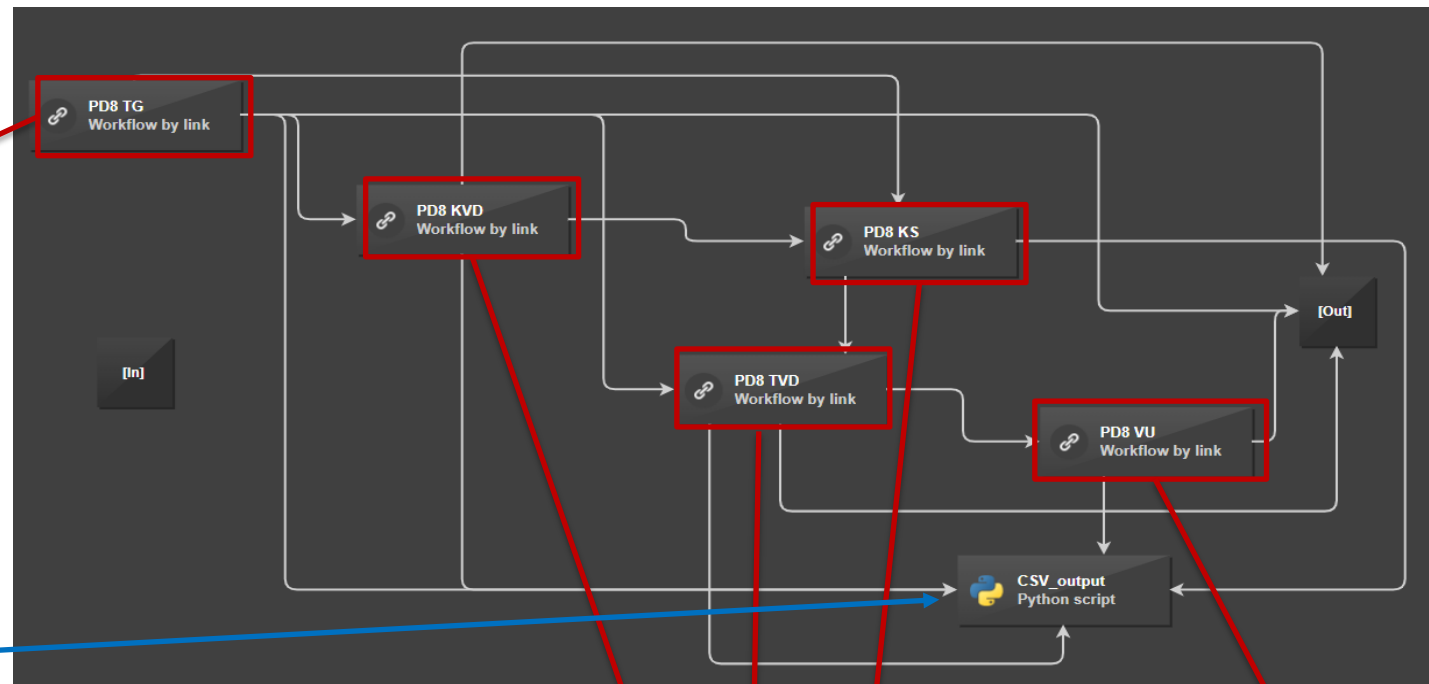 PD8 TG
Workflow by link
PD8 KVD
Workflow by link
PD8 KS
Workflow by link
[Out]
[In]
PD8 TVD
Workflow by link
PD8 VU
Workflow by link
CSV_output
Python script